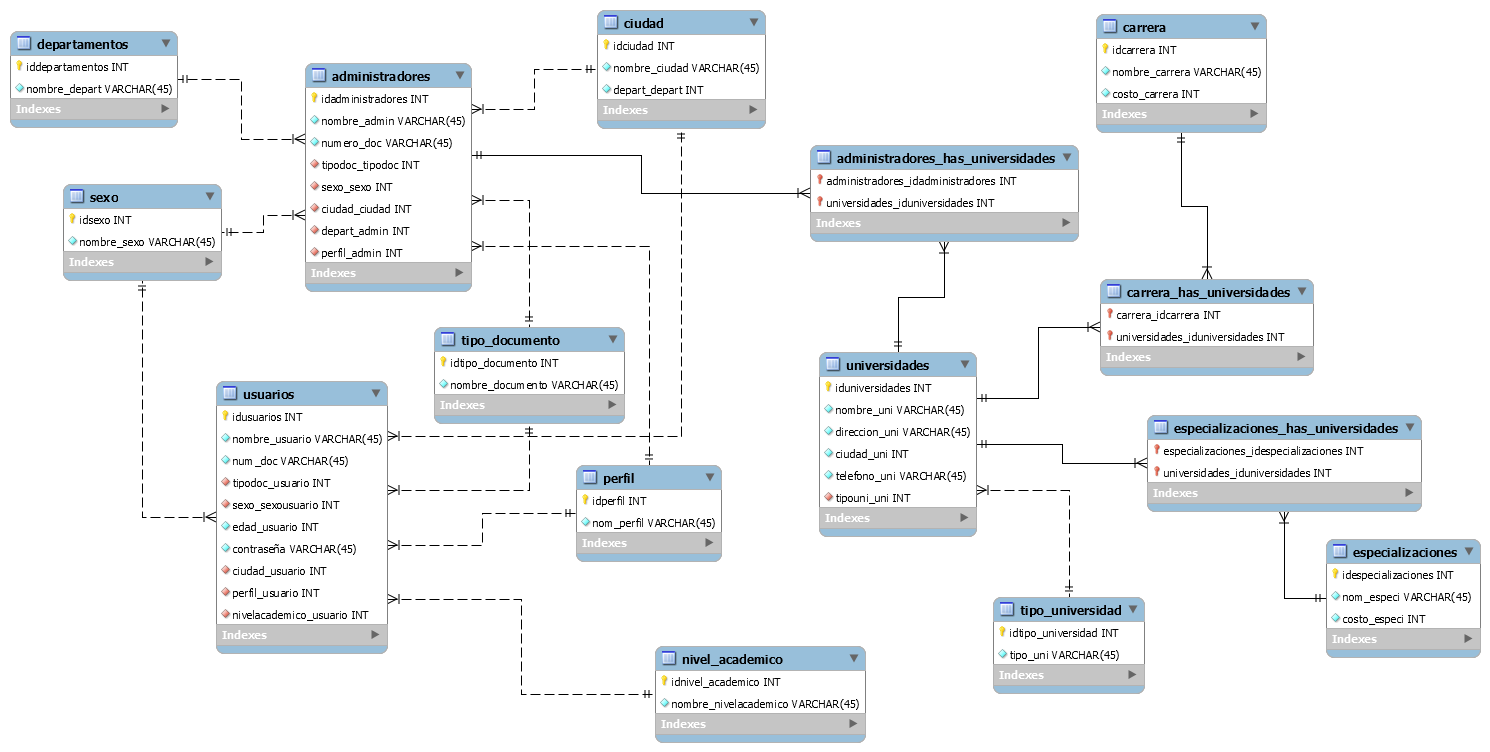 departamentos
iddepartamentos INT
nombre_depart VARCHAR(45)
Indexes
administradores
idadministradores INT
nombre_admin VARCHAR(45)
numero_doc VARCHAR(45)
tipodoc_tipodoc INT
sexo_sexo INT
ciudad_ciudad INT
depart_admin INT
perfil_admin INT
Indexes
ciudad
idciudad INT
nombre_ciudad VARCHAR(45)
depart_depart INT
Indexes
carrera
idcarrera INT
nombre_carrera VARCHAR(45)
costo_carrera INT
Indexes
administradores_has_universidades
administradores_idadministradores INT
universidades_iduniversidades INT
Indexes
sexo
idsexo INT
nombre_sexo VARCHAR(45)
Indexes
carrera_has_universidades
carrera_idcarrera INT
universidades_iduniversidades INT
Indexes
tipo_documento
idtipo_documento INT
nombre_documento VARCHAR(45)
Indexes
universidades
iduniversidades INT
nombre_uni VARCHAR(45)
direccion_uni VARCHAR(45)
ciudad_uni INT
telefono_uni VARCHAR(45)
tipouni_uni INT
Indexes
usuarios
idusuarios INT
nombre_usuario VARCHAR(45)
num_doc VARCHAR(45)
tipodoc_usuario INT
sexo_sexousuario INT
edad_usuario INT
contraseña VARCHAR(45)
ciudad_usuario INT
perfil_usuario INT
nivelacademico_usuario INT
Indexes
especializaciones_has_universidades
especializaciones_idespecializaciones INT
universidades_iduniversidades INT
Indexes
perfil
idperfil INT
nom_perfil VARCHAR(45)
Indexes
especializaciones
idespecializaciones INT
nom_especi VARCHAR(45)
costo_especi INT
Indexes
tipo_universidad
idtipo_universidad INT
tipo_uni VARCHAR(45)
Indexes
nivel_academico
idnivel_academico INT
nombre_nivelacademico VARCHAR(45)
Indexes